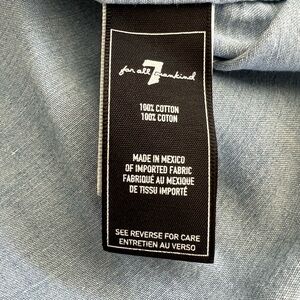 7
for all mankind
100% COTTON
100% COTON
MADE IN MEXICO
OF IMPORTED FABRIC
FABRIQUÉ AU MEXIQUE
DE TISSU IMPORTÉ
SEE REVERSE FOR CARE
ENTRETIEN AU VERSO